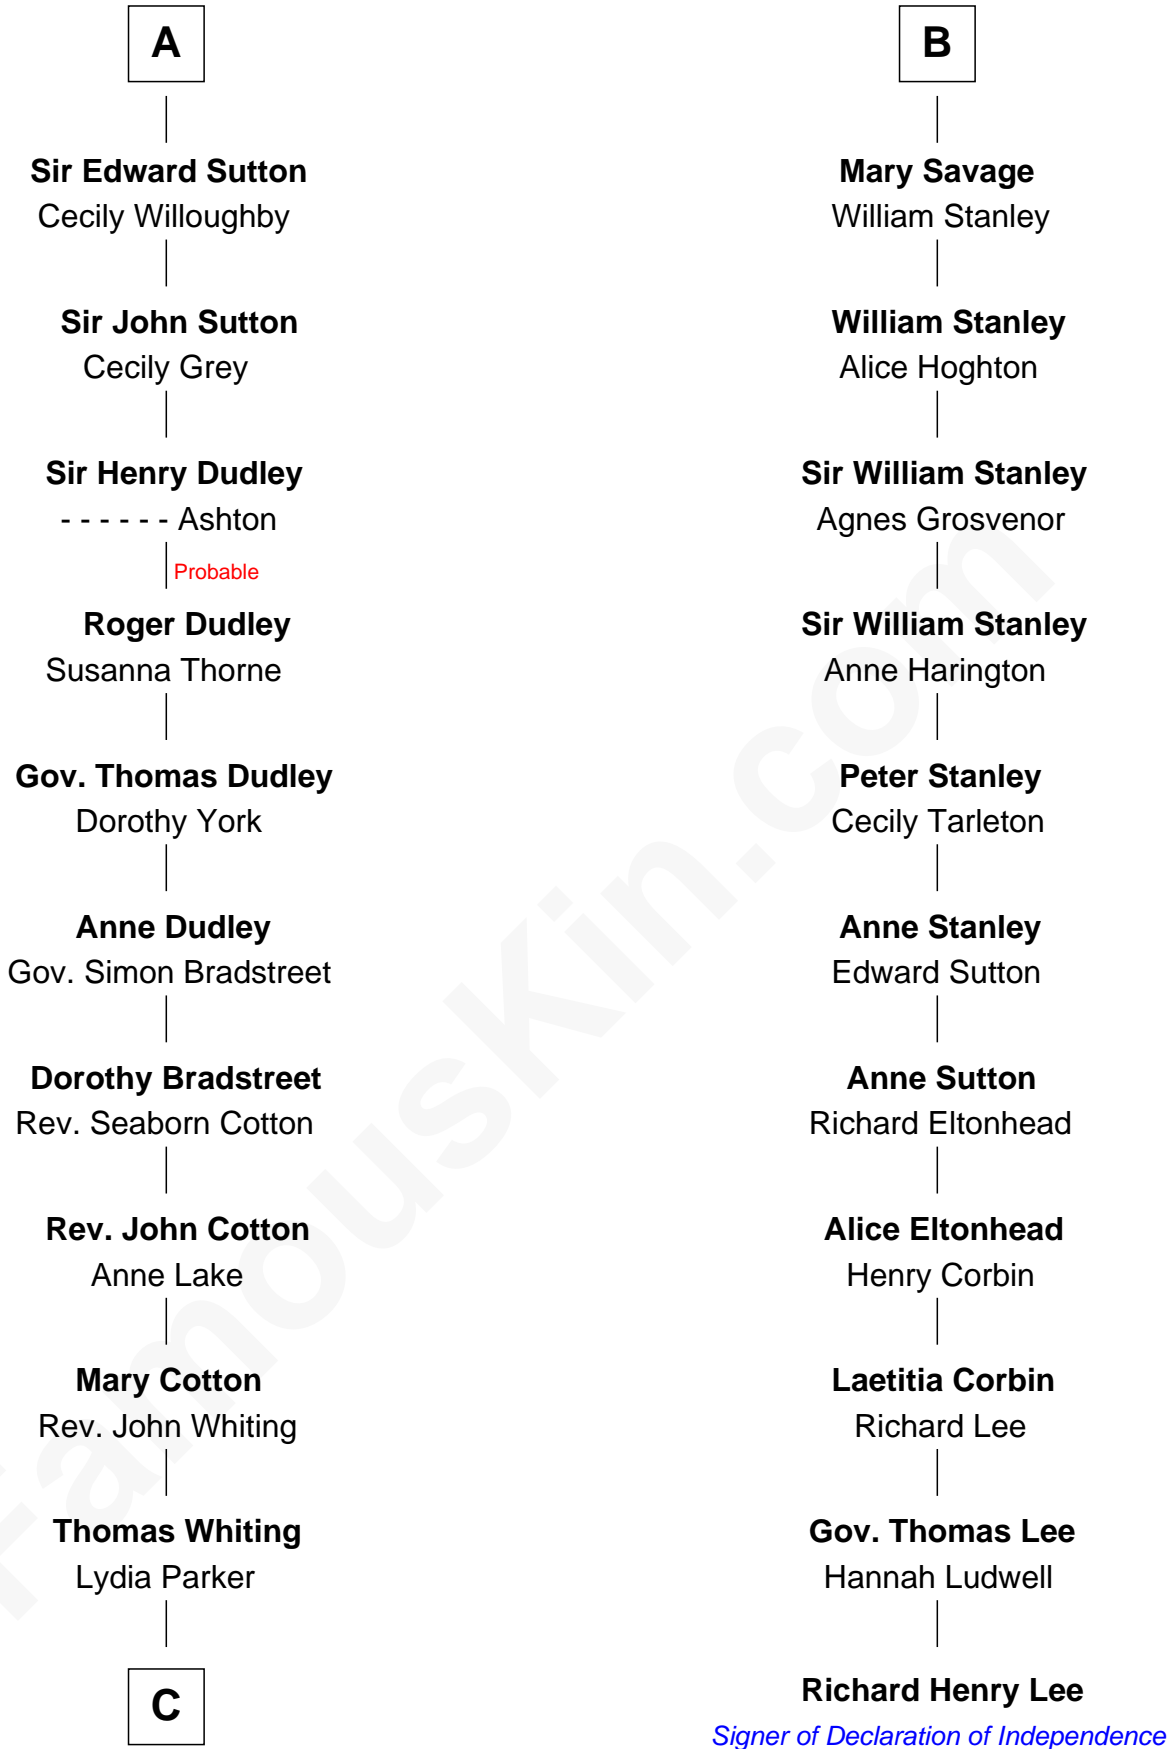 A
Sir Edward Sutton
Cecily Willoughby
Sir John Sutton
Cecily Grey
Sir Henry Dudley
- - - - - - Ashton
Probable
Roger Dudley
Susanna Thorne
Gov. Thomas Dudley
Dorothy York
Anne Dudley
Gov. Simon Bradstreet
Dorothy Bradstreet
Rev. Seaborn Cotton
Rev. John Cotton
Anne Lake
Mary Cotton
Rev. John Whiting
Thomas Whiting
Lydia Parker
C
B
Mary Savage
William Stanley
William Stanley
Alice Hoghton
Sir William Stanley
Agnes Grosvenor
Sir William Stanley
Anne Harington
Peter Stanley
Cecily Tarleton
Anne Stanley
Edward Sutton
Anne Sutton
Richard Eltonhead
Alice Eltonhead
Henry Corbin
Laetitia Corbin
Richard Lee
Gov. Thomas Lee
Hannah Ludwell
Richard Henry Lee
Signer of Declaration of Independence
FamousKin.com